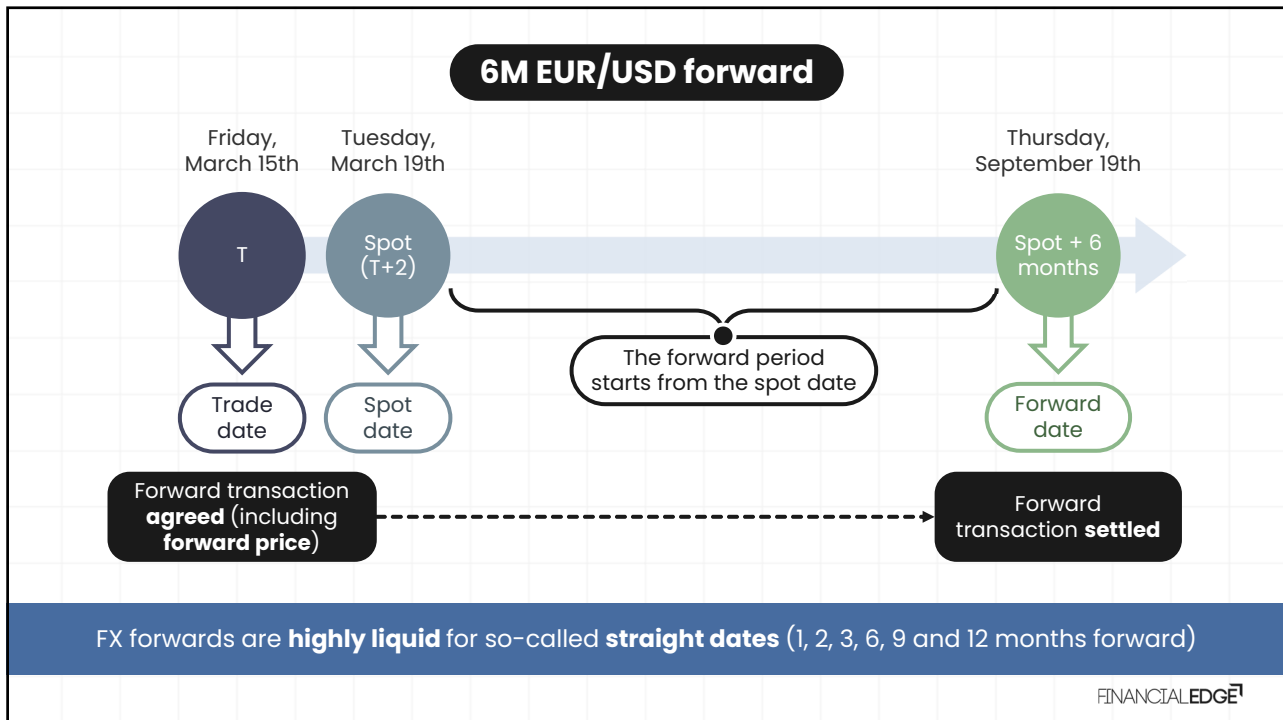 6M EUR/USD forward
Friday,
March 15th
Tuesday,
March 19th
Thursday,
September 19th
T
Spot
(T+2)
Spot + 6
months
The forward period
starts from the spot date
Trade
date
Spot
date
Forward
date
Forward transaction
agreed (including
forward price)
Forward
transaction settled
FX forwards are highly liquid for so-called straight dates (1, 2, 3, 6, 9 and 12 months forward)
FINANCIALEDGE